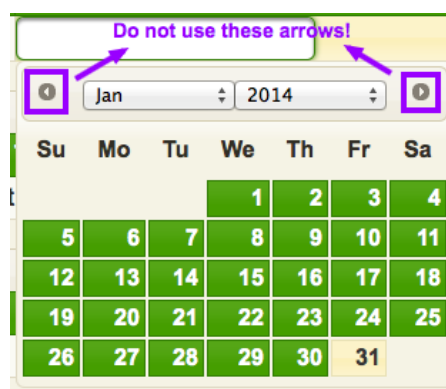 Do not use these arrows!
Jan 2014
Su Mo Tu We Th Fr Sa
1 2 3 4
5 6 7 8 9 10 11
12 13 14 15 16 17 18
19 20 21 22 23 24 25
26 27 28 29 30 31